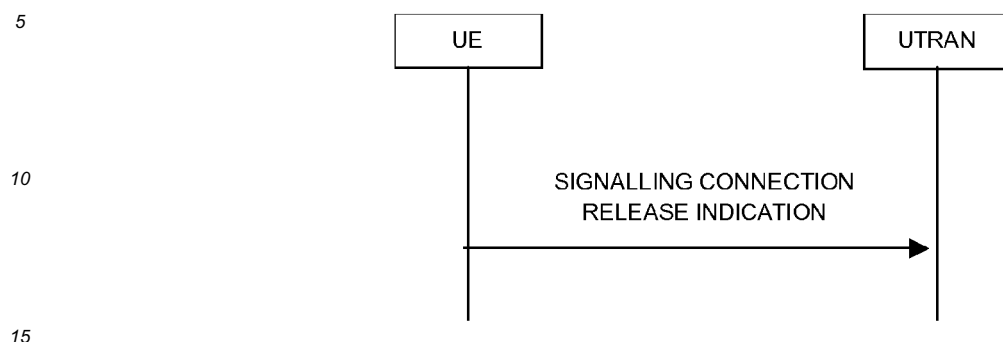 5
UE
UTRAN
10
SIGNALLING CONNECTION
RELEASE INDICATION
15